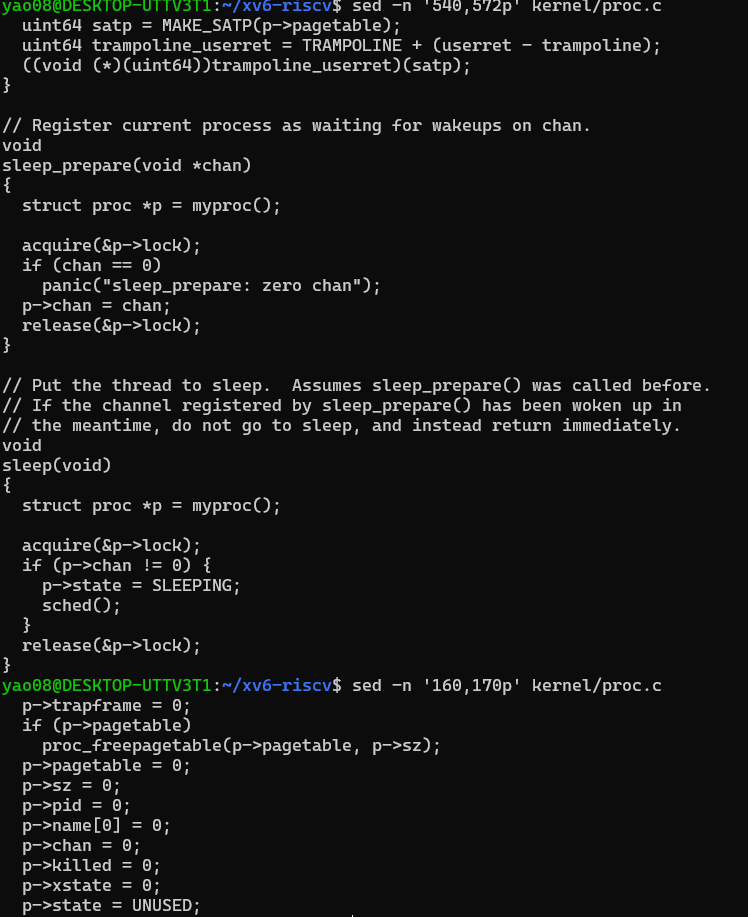 yao08@DESKTOP-UTTV3T1:~/xv6-riscv$ sed -n '540,572p' kernel/proc.c
  uint64 satp = MAKE_SATP(p->pagetable);
  uint64 trampoline_userret = TRAMPOLINE + (userret - trampoline);
  ((void (*)(uint64))trampoline_userret)(satp);
}

// Register current process as waiting for wakeups on chan.
void
sleep_prepare(void *chan)
{
  struct proc *p = myproc();

  acquire(&p->lock);
  if (chan == 0)
    panic("sleep_prepare: zero chan");
  p->chan = chan;
  release(&p->lock);
}

// Put the thread to sleep.  Assumes sleep_prepare() was called before.
// If the channel registered by sleep_prepare() has been woken up in
// the meantime, do not go to sleep, and instead return immediately.
void
sleep(void)
{
  struct proc *p = myproc();

  acquire(&p->lock);
  if (p->chan != 0) {
    p->state = SLEEPING;
    sched();
  }
  release(&p->lock);
}
yao08@DESKTOP-UTTV3T1:~/xv6-riscv$ sed -n '160,170p' kernel/proc.c
  p->trapframe = 0;
  if (p->pagetable)
    proc_freepagetable(p->pagetable, p->sz);
  p->pagetable = 0;
  p->sz = 0;
  p->pid = 0;
  p->name[0] = 0;
  p->chan = 0;
  p->killed = 0;
  p->xstate = 0;
  p->state = UNUSED;